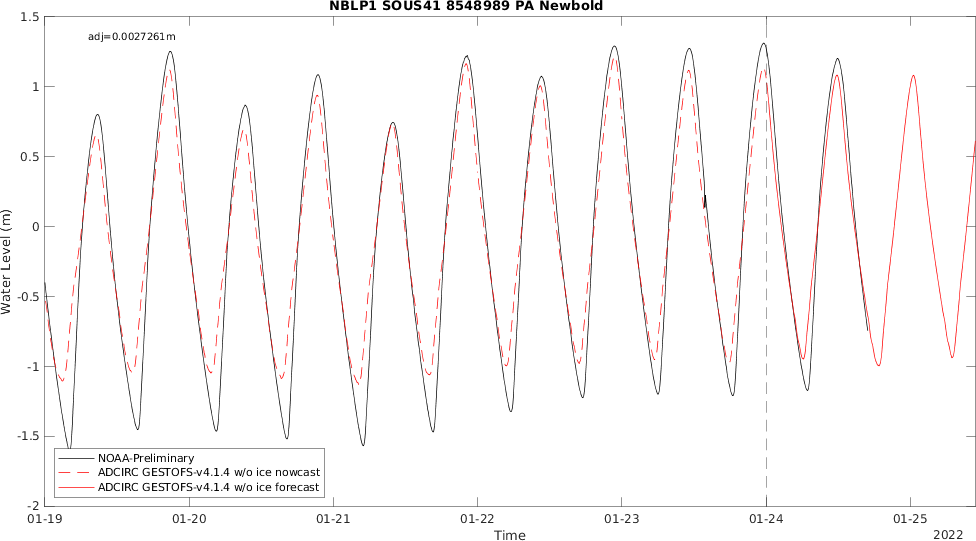 NBLP1 SOUS41 8548989 PA Newbold
adj=0.0027261m
1.5
1
0.5
0
-0.5
-1
-1.5
-2
Water Level (m)
NOAA-Preliminary
ADCIRC GESTOFS-v4.1.4 w/o ice nowcast
ADCIRC GESTOFS-v4.1.4 w/o ice forecast
01-19 01-20 01-21 01-22 01-23 01-24 01-25
Time
2022